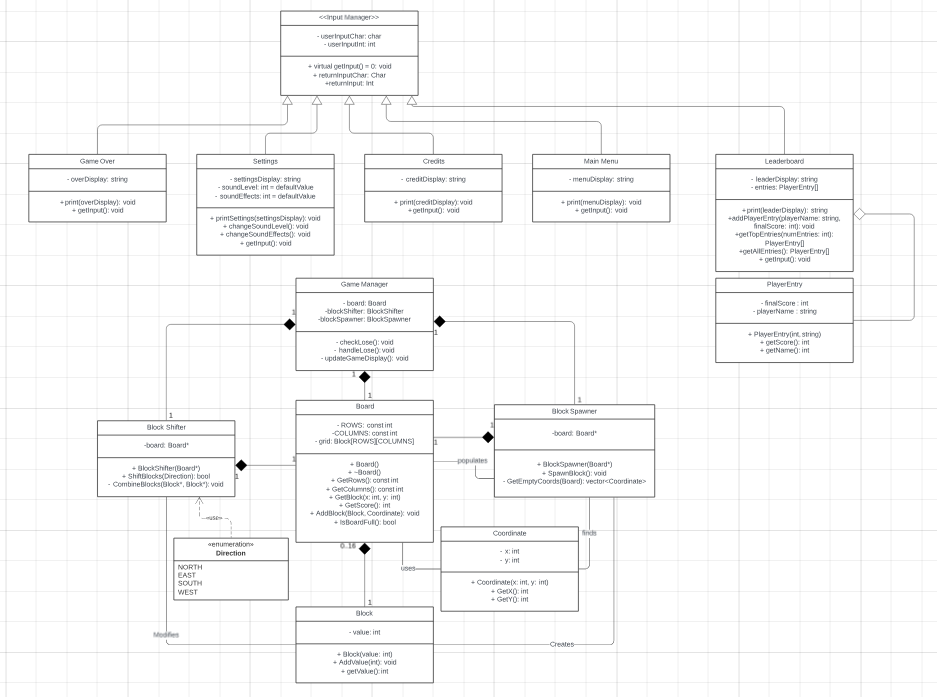 <<Input Manager>>
- userInputChar: char
- userInputInt: int
+ virtual getInput() = 0: void
+ returnInputChar: Char
+returnInput: Int
Game Over
- overDisplay: string
+print(overDisplay): void
+ getInput(): void
Settings
- settingsDisplay: string
- soundLevel: int = defaultValue
- soundEffects: int = defaultValue
+ printSettings(settingsDisplay): void
+ changeSoundLevel(): void
+ changeSoundEffects(): void
+ getInput(): void
Credits
- creditDisplay: string
+ print(creditDisplay): void
+getInput(): void
Main Menu
- menuDisplay: string
+ print(menuDisplay): void
+getInput(): void
Leaderboard
- leaderDisplay: string
- entries: PlayerEntry[]
+print(leaderDisplay): string
+addPlayerEntry(playerName: string,
finalScore: int): void
+getTopEntries(numEntries: int):
PlayerEntry[]
+getAllEntries(): PlayerEntry[]
+ getInput(): void
PlayerEntry
- finalScore : int
- playerName : string
+ PlayerEntry(int, string)
+ getScore(): int
+ getName(): int
Game Manager
- board: Board
-blockShifter: BlockShifter
-blockSpawner: BlockSpawner
- checkLose(): void
- handleLose(): void
- updateGameDisplay(): void
1
1
1
1
1
1
Board
- ROWS: const int
-COLUMNS: const int
- grid: Block[ROWS][COLUMNS]
+ Board()
+ ~Board()
+ GetRows(): const int
+ GetColumns(): const int
+ GetBlock(x: int, y: int)
+ GetScore(): int
+ AddBlock(Block, Coordinate): void
+ IsBoardFull(): bool
Block Shifter
-board: Board*
+ BlockShifter(Board*)
+ ShiftBlocks(Direction): bool
- CombineBlocks(Block*, Block*): void
1
1
Block Spawner
-board: Board*
+ BlockSpawner(Board*)
+ SpawnBlock(): void
- GetEmptyCoords(Board): vector<Coordinate>
1
1
populates
«use»
«enumeration»
Direction
NORTH
EAST
SOUTH
WEST
Coordinate
- x: int
- y: int
+ Coordinate(x: int, y: int)
+ GetX(): int
+ GetY(): int
finds
uses
0..16
1
Block
- value: int
+ Block(value: int)
+ AddValue(int): void
+ getValue(): int
Modifies
Creates